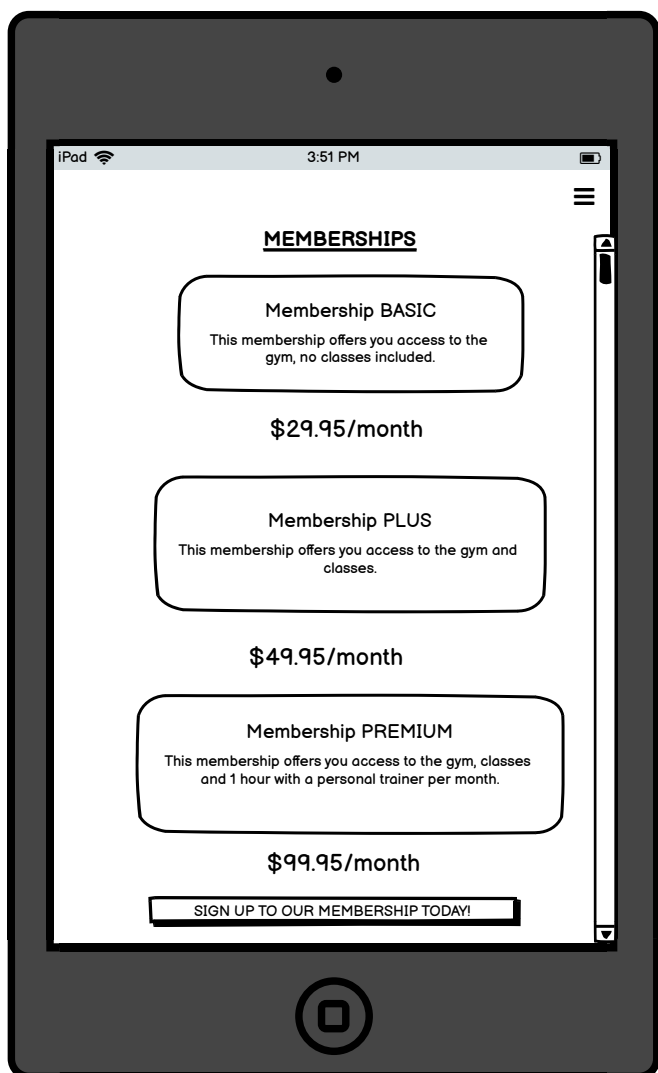 iPad
3:51 PM
MEMBERSHIPS
Membership BASIC
This membership offers you access to the
gym, no classes included.
$29.95/month
Membership PLUS
This membership offers you access to the gym and
classes.
$49.95/month
Membership PREMIUM
This membership offers you access to the gym, classes
and 1 hour with a personal trainer per month.
$99.95/month
SIGN UP TO OUR MEMBERSHIP TODAY!